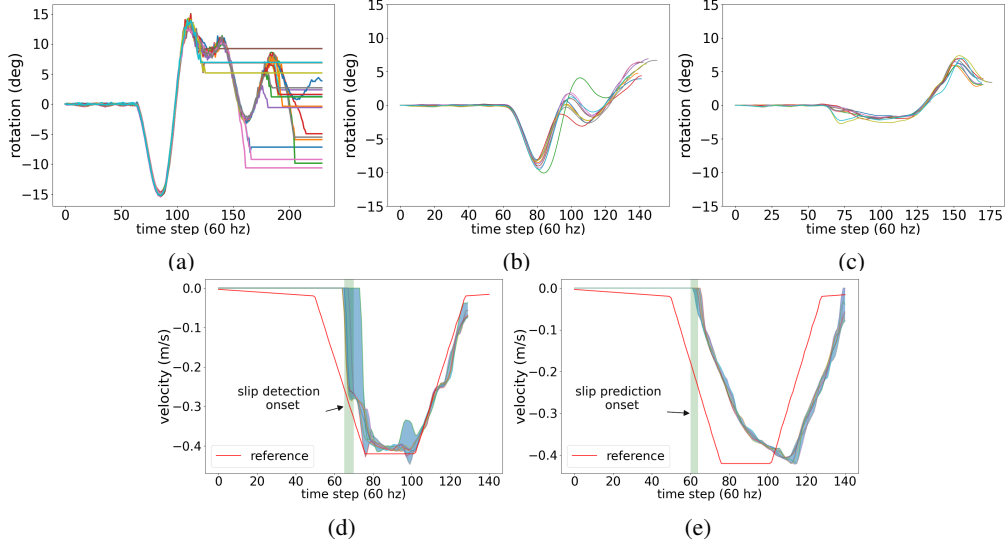 15
10
5
0
−5
−10
−15
rotation (deg)
0 50 100 150 200
time step (60 hz)
(a)
15
10
5
0
−5
−10
−15
rotation (deg)
0 20 40 60 80 100 120 140
time step (60 hz)
(b)
15
10
5
0
−5
−10
−15
rotation (deg)
0 25 50 75 100 125 150 175
time step (60 hz)
(c)
0.0
−0.1
−0.2
−0.3
−0.4
velocity (m/s)
slip detection
onset
reference
0 20 40 60 80 100 120 140
time step (60 hz)
(d)
0.0
−0.1
−0.2
−0.3
−0.4
velocity (m/s)
slip prediction
onset
reference
0 20 40 60 80 100 120 140
time step (60 hz)
(e)